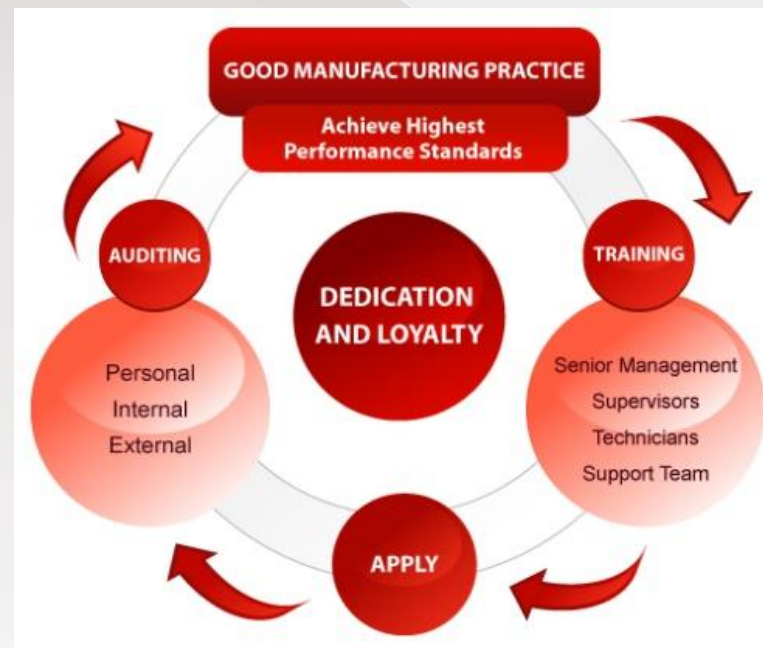 GOOD MANUFACTURING PRACTICE
Achieve Highest
Performance Standards
AUDITING
TRAINING
DEDICATION
AND LOYALTY
Personal
Internal
External
Senior Management
Supervisors
Technicians
Support Team
APPLY